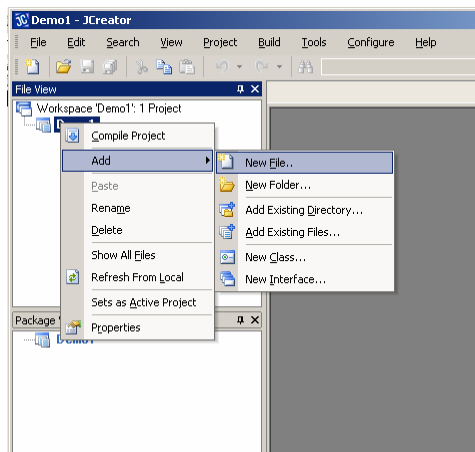 Demo1 - JCreator
File Edit Search View Project Build Tools Configure Help
File View
Workspace 'Demo1': 1 Project
Compile Project
Add
Paste
Rename
Delete
Show All Files
Refresh From Local
Sets as Active Project
Properties
New File..
New Folder...
Add Existing Directory...
Add Existing Files...
New Class...
New Interface...
Package
Demo1